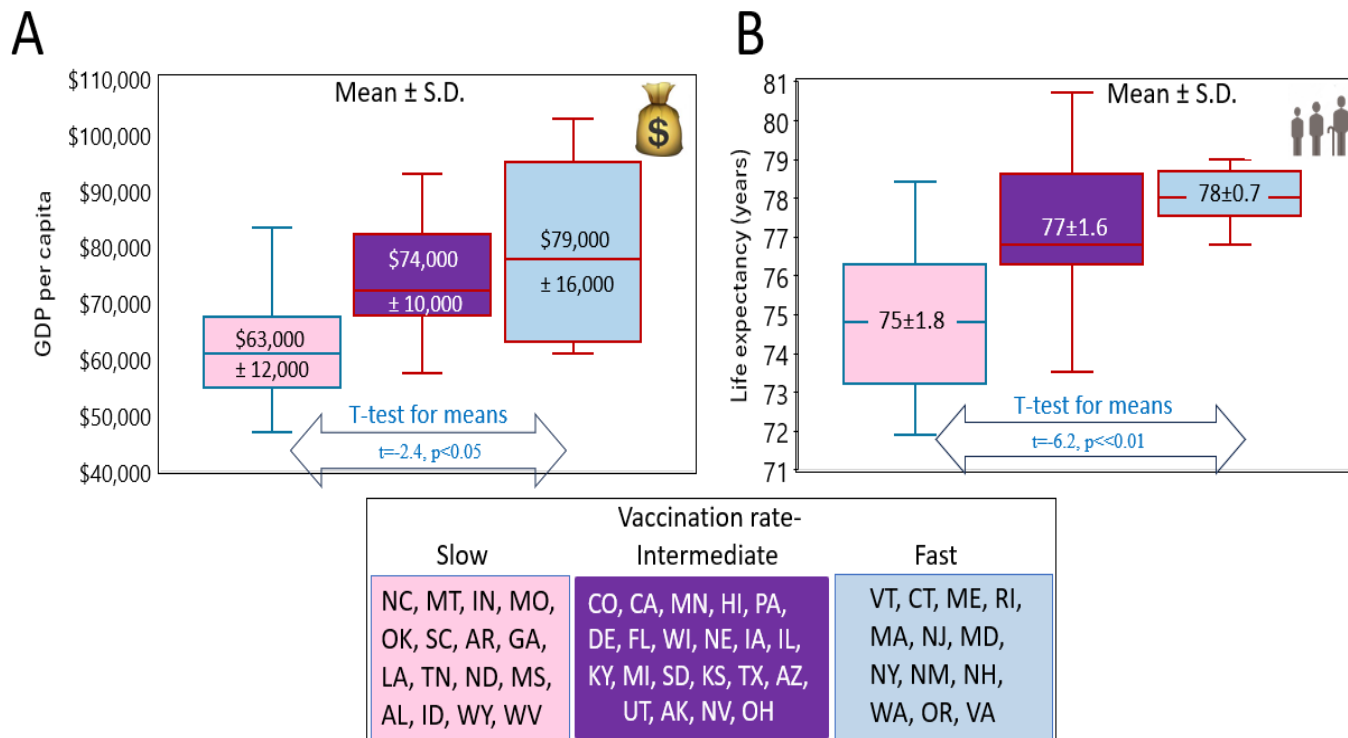 A
Mean ± S.D.
$
GDP per capita
$110,000
$100,000
$90,000
$80,000
$70,000
$60,000
$50,000
$40,000
$63,000
± 12,000
$74,000
± 10,000
$79,000
± 16,000
T-test for means
t=-2.4, p<0.05
B
Mean ± S.D.
Life expectancy (years)
81
80
79
78
77
76
75
74
73
72
71
75±1.8
77±1.6
78±0.7
T-test for means
t=-6.2, p<<0.01
Vaccination rate-
Slow
Intermediate
Fast
NC, MT, IN, MO,
OK, SC, AR, GA,
LA, TN, ND, MS,
AL, ID, WY, WV
CO, CA, MN, HI, PA,
DE, FL, WI, NE, IA, IL,
KY, MI, SD, KS, TX, AZ,
UT, AK, NV, OH
VT, CT, ME, RI,
MA, NJ, MD,
NY, NM, NH,
WA, OR, VA